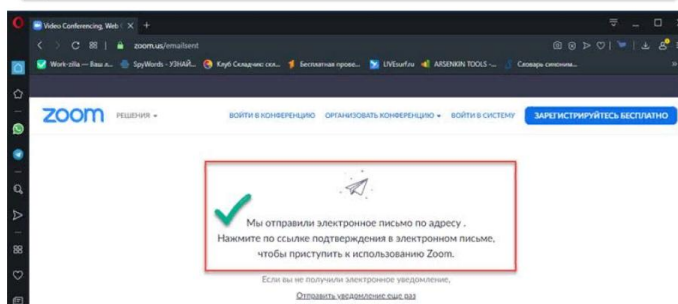 Video Conferencing, Web
zoom.us/emailsent
Work-zilla — Ваш л...
SpyWords - УЗНАЙ...
Клуб Складчик: скл...
Бесплатная прове...
LIVEsurf.ru
ARSENKIN TOOLS -...
Словарь синоним...
zoom
РЕШЕНИЯ
ВОЙТИ В КОНФЕРЕНЦИЮ
ОРГАНИЗОВАТЬ КОНФЕРЕНЦИЮ
ВОЙТИ В СИСТЕМУ
ЗАРЕГИСТРИРУЙТЕСЬ БЕСПЛАТНО
Мы отправили электронное письмо по адресу .
Нажмите по ссылке подтверждения в электронном письме,
чтобы приступить к использованию Zoom.
Если вы не получили электронное уведомление,
Отправить уведомление еще раз